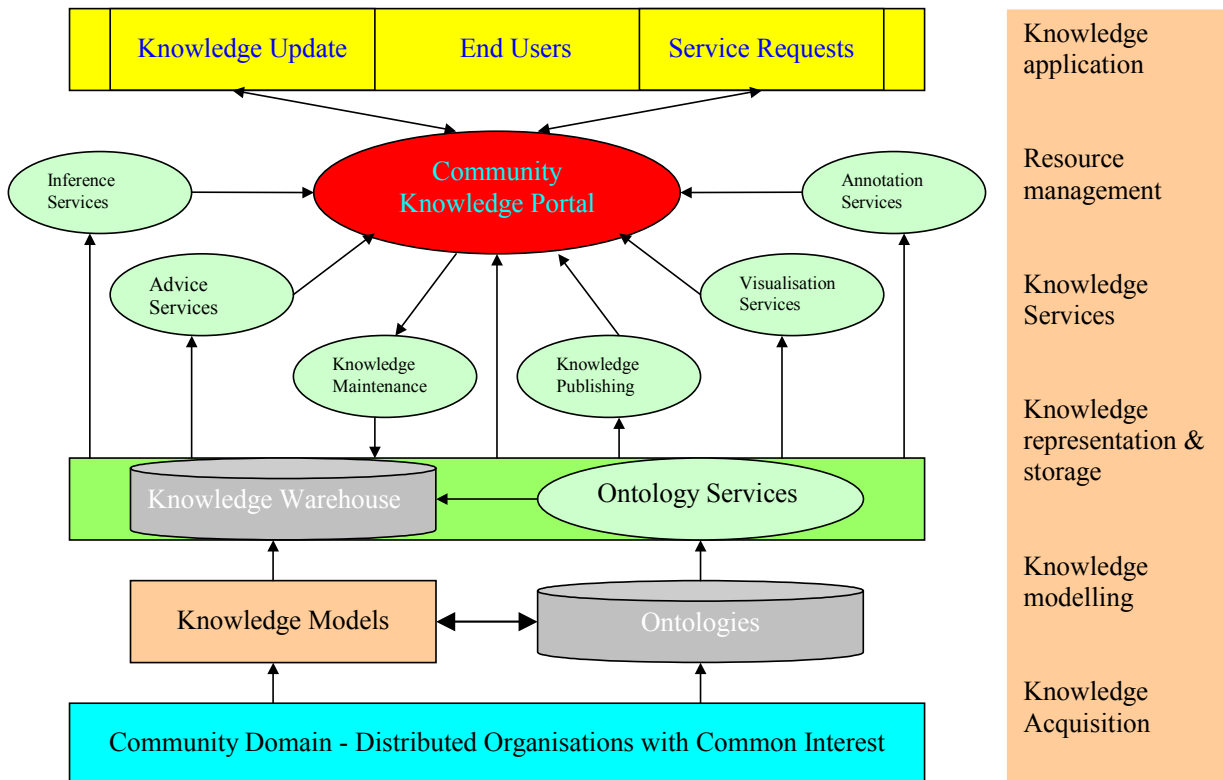 Knowledge Update
End Users
Service Requests
Knowledge
application
Community
Knowledge Portal
Inference
Services
Annotation
Services
Resource
management
Advice
Services
Visualisation
Services
Knowledge
Services
Knowledge
Maintenance
Knowledge
Publishing
Knowledge
representation &
storage
Knowledge Warehouse
Ontology Services
Knowledge Models
Ontologies
Knowledge
modelling
Community Domain - Distributed Organisations with Common Interest
Knowledge
Acquisition